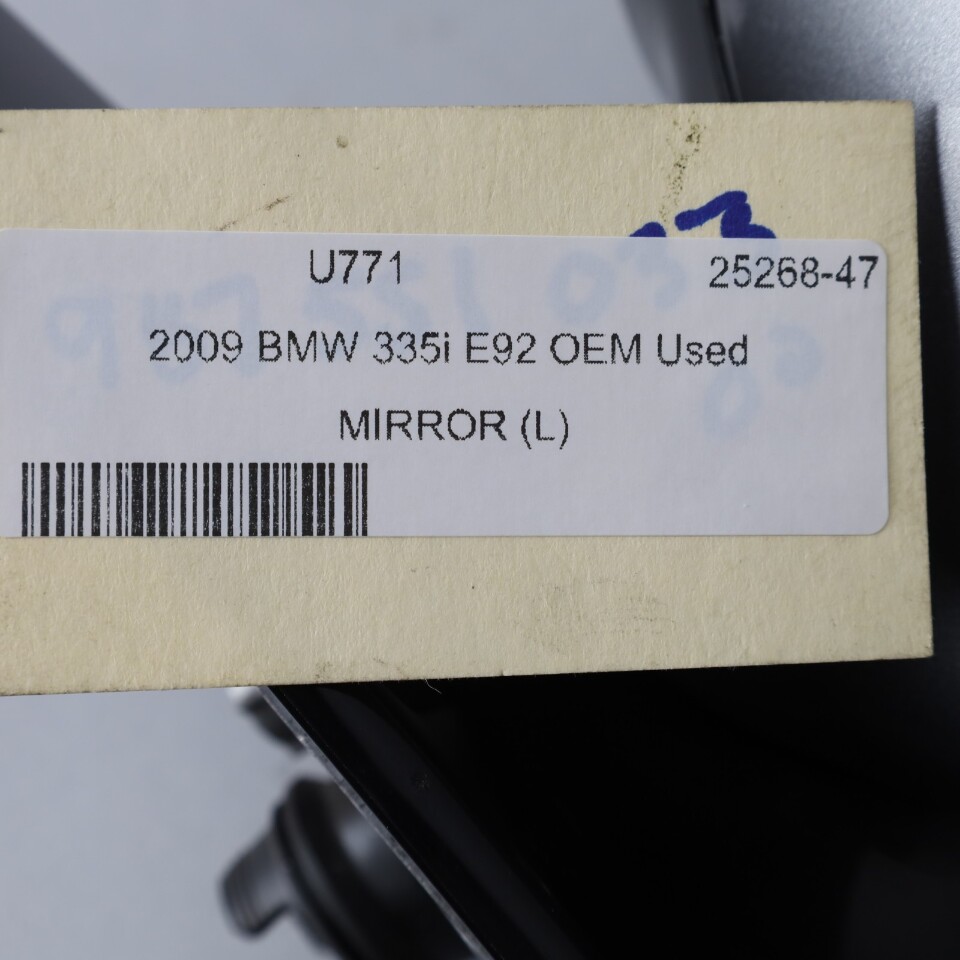 U771 25268-47
2009 BMW 335i E92 OEM Used
MIRROR (L)